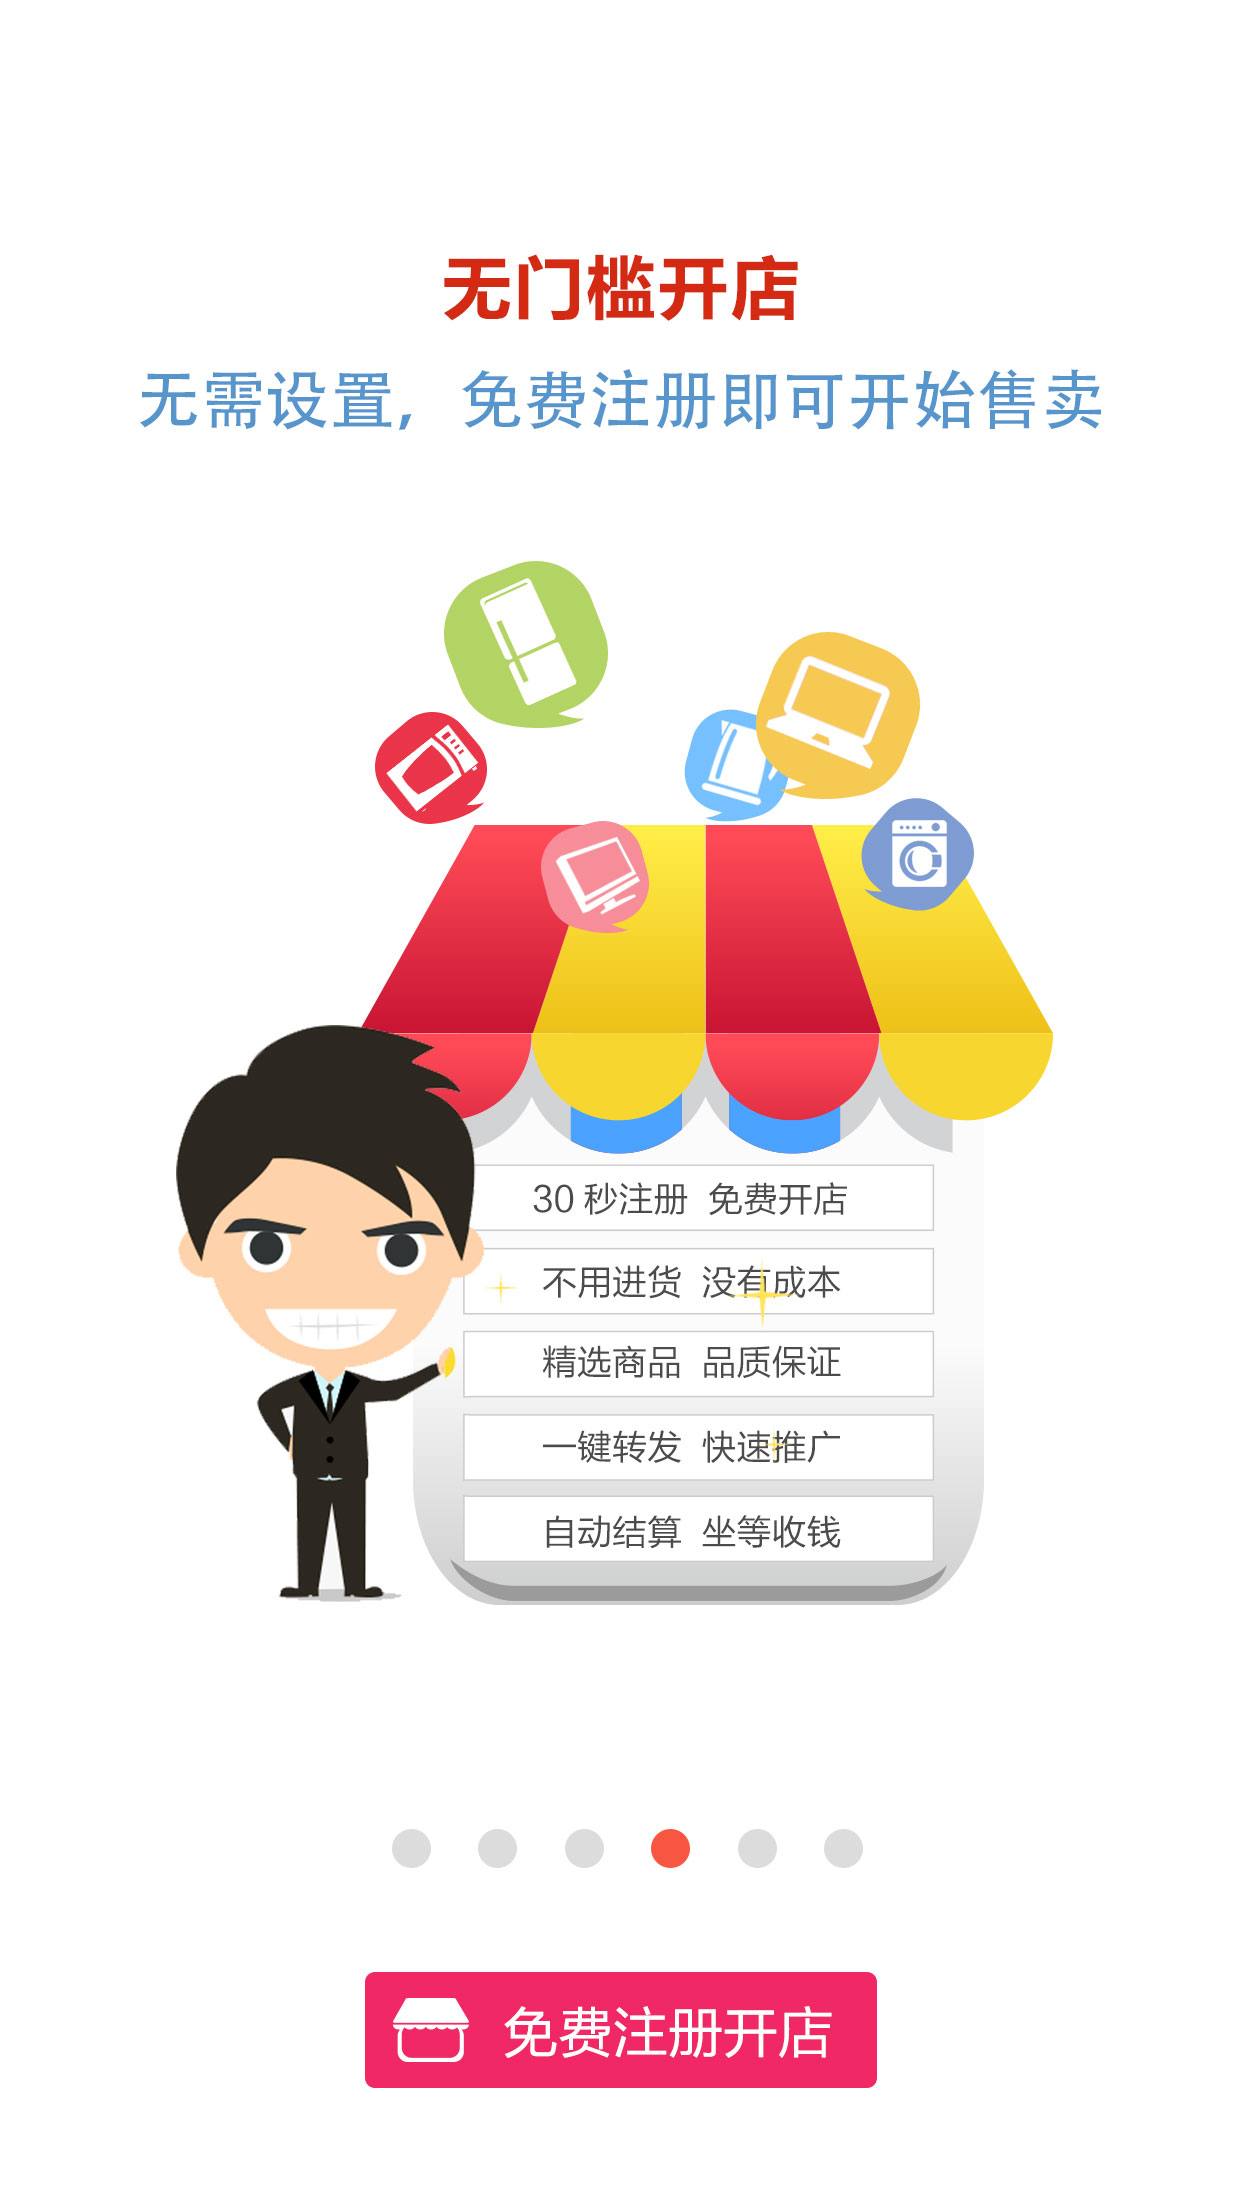 无门槛开店
无需设置，免费注册即可开始售卖
30 秒注册 免费开店
不用进货 没有成本
精选商品 品质保证
一键转发 快速推广
自动结算 坐等收钱
免费注册开店